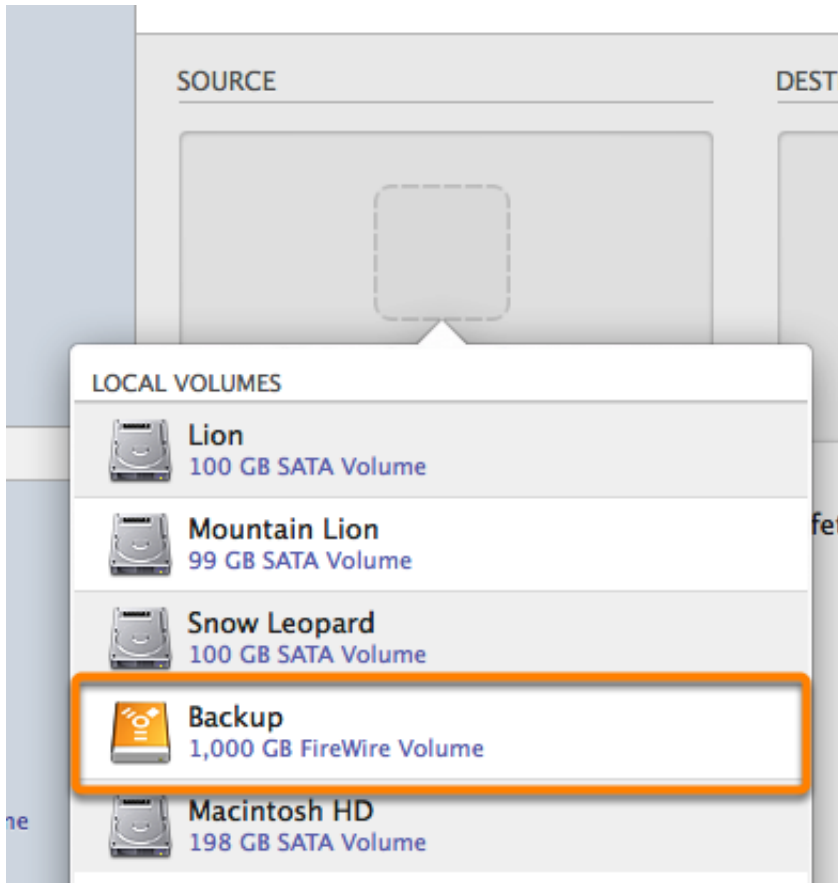 SOURCE
DEST
LOCAL VOLUMES
Lion
100 GB SATA Volume
Mountain Lion
99 GB SATA Volume
Snow Leopard
100 GB SATA Volume
Backup
1,000 GB FireWire Volume
Macintosh HD
198 GB SATA Volume